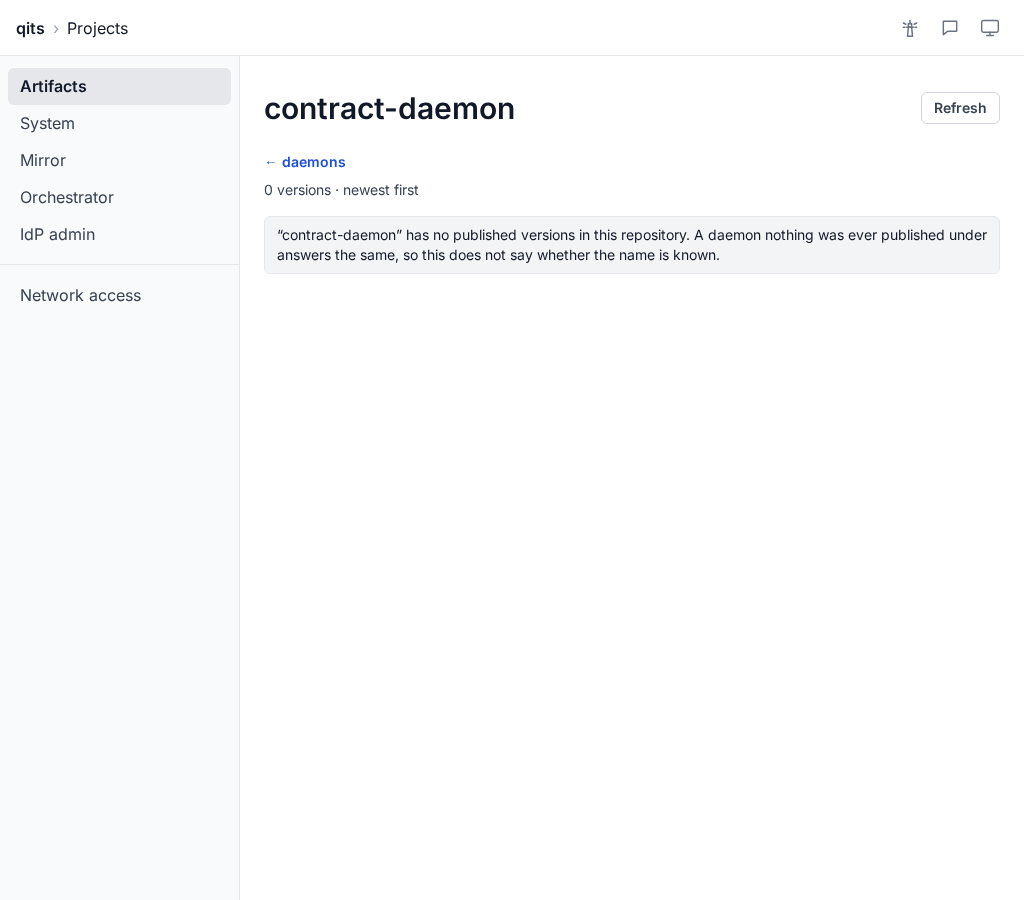 qits › Projects
Artifacts
System
Mirror
Orchestrator
IdP admin
Network access
contract-daemon
Refresh
← daemons
0 versions · newest first
“contract-daemon” has no published versions in this repository. A daemon nothing was ever published under
answers the same, so this does not say whether the name is known.